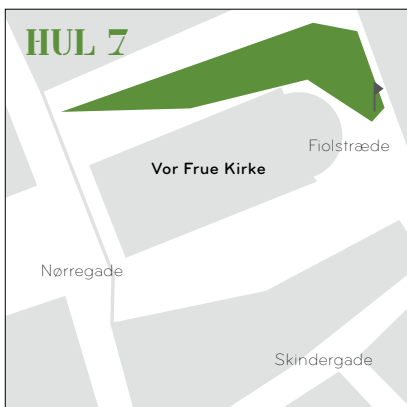 HUL 7
Fiolstræde
Vor Frue Kirke
Nørregade
Skindergade